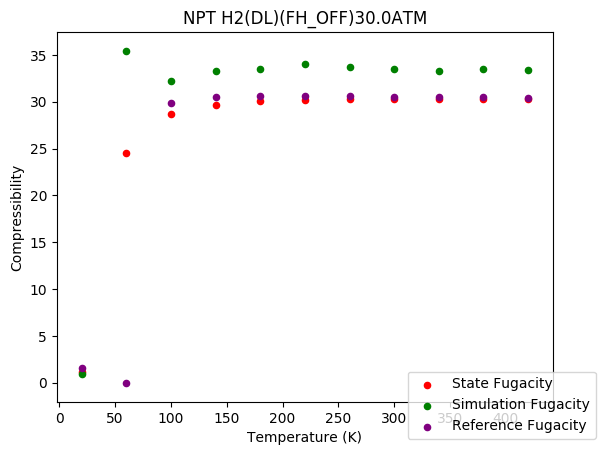 NPT H2(DL)(FH_OFF)30.0ATM
35
30
25
20
15
10
5
0
Compressibility
0
50
100
150
200
250
300
350
400
Temperature (K)
State Fugacity
Simulation Fugacity
Reference Fugacity